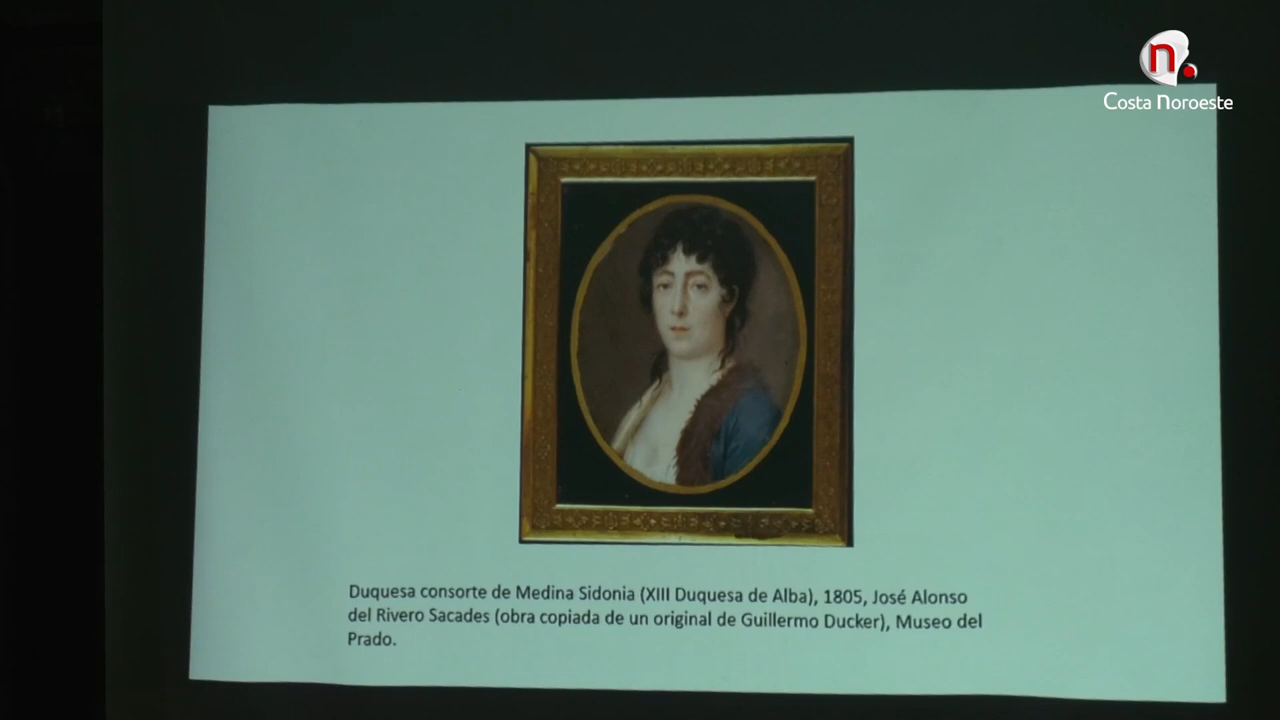 n.
Costa Noroeste
Duquesa consorte de Medina Sidonia (XIII Duquesa de Alba), 1805, José Alonso
del Rivero Sacades (obra copiada de un original de Guillermo Ducker), Museo del
Prado.